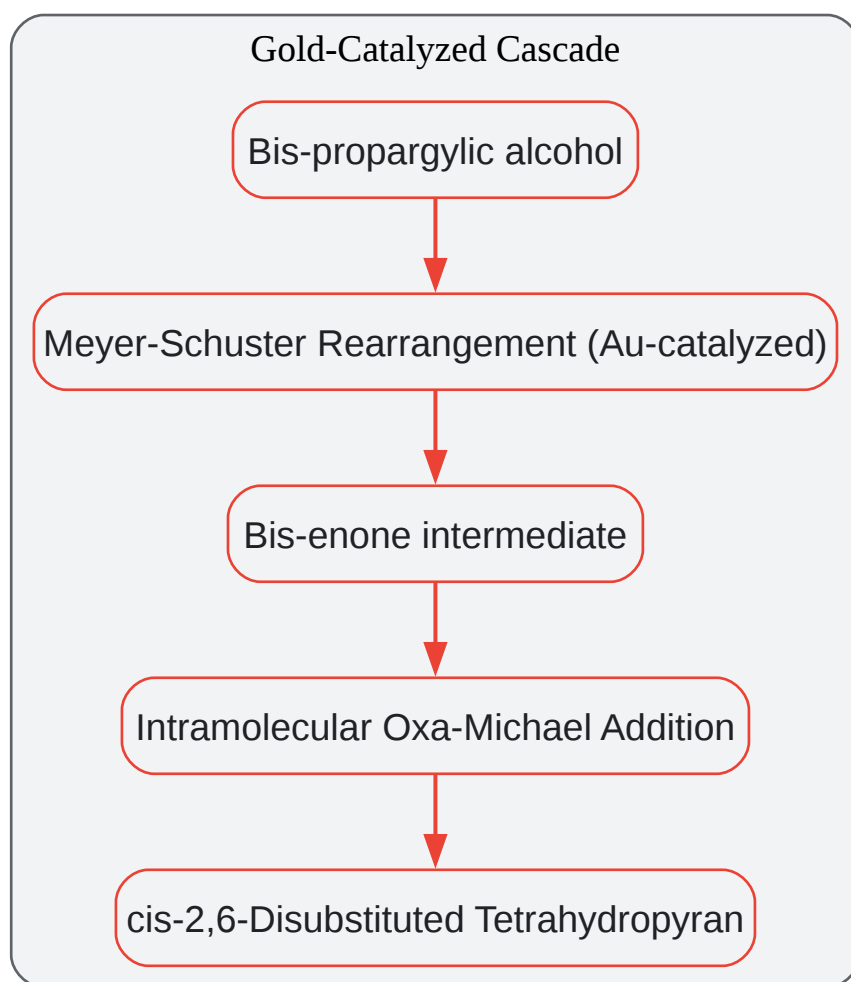 Gold-Catalyzed Cascade
Bis-propargylic alcohol
Meyer-Schuster Rearrangement (Au-catalyzed)
Bis-enone intermediate
Intramolecular Oxa-Michael Addition
cis-2,6-Disubstituted Tetrahydropyran